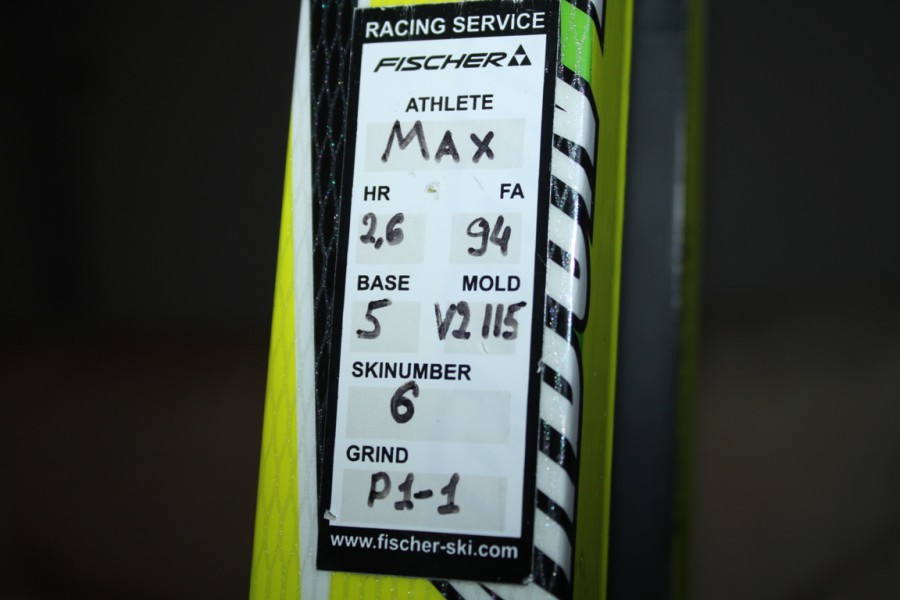 RACING SERVICE
FISCHER
ATHLETE
MAX
HR FA
2,6 94
BASE MOLD
5 V2 115
SKINUMBER
6
GRIND
P1-1
www.fischer-ski.com